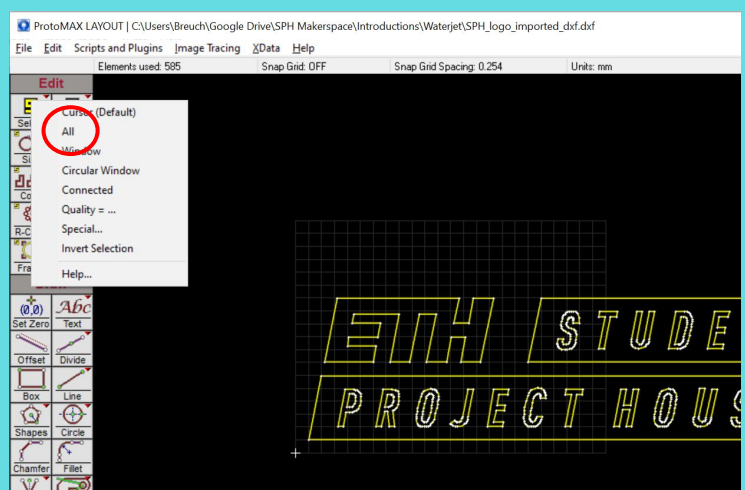 ProtoMAX LAYOUT | C:\Users\Breuch\Google Drive\SPH Makerspace\Introductions\Waterjet\SPH_logo_imported_dxf.dxf
File Edit Scripts and Plugins Image Tracing XData Help
Elements used: 585 Snap Grid: OFF Snap Grid Spacing: 0.254 Units: mm
Edit
Cursor (Default)
All
Window
Circular Window
Connected
Quality = ...
Special...
Invert Selection
Help...
(0,0) Abc
Set Zero Text
Offset Divide
Box Line
Shapes Circle
Chamfer Fillet
ETH STUDE
PROJECT HOUS